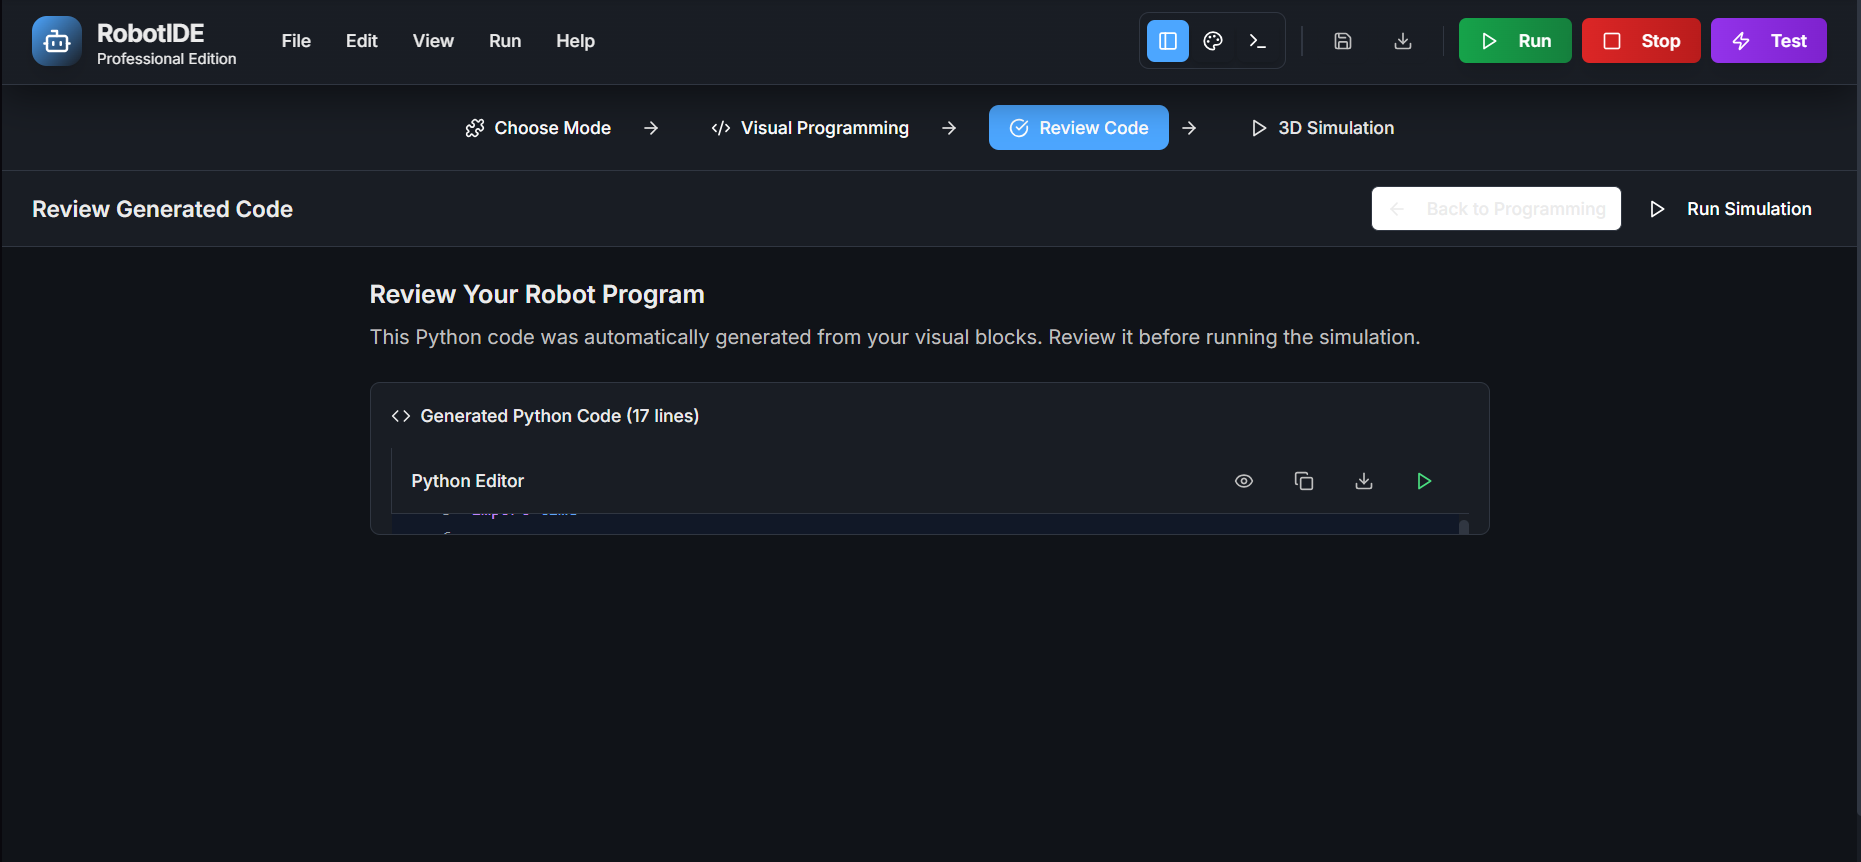 RobotIDE
Professional Edition
File Edit View Run Help
Run Stop Test
Choose Mode Visual Programming Review Code 3D Simulation
Review Generated Code
Back to Programming Run Simulation
Review Your Robot Program
This Python code was automatically generated from your visual blocks. Review it before running the simulation.
Generated Python Code (17 lines)
Python Editor